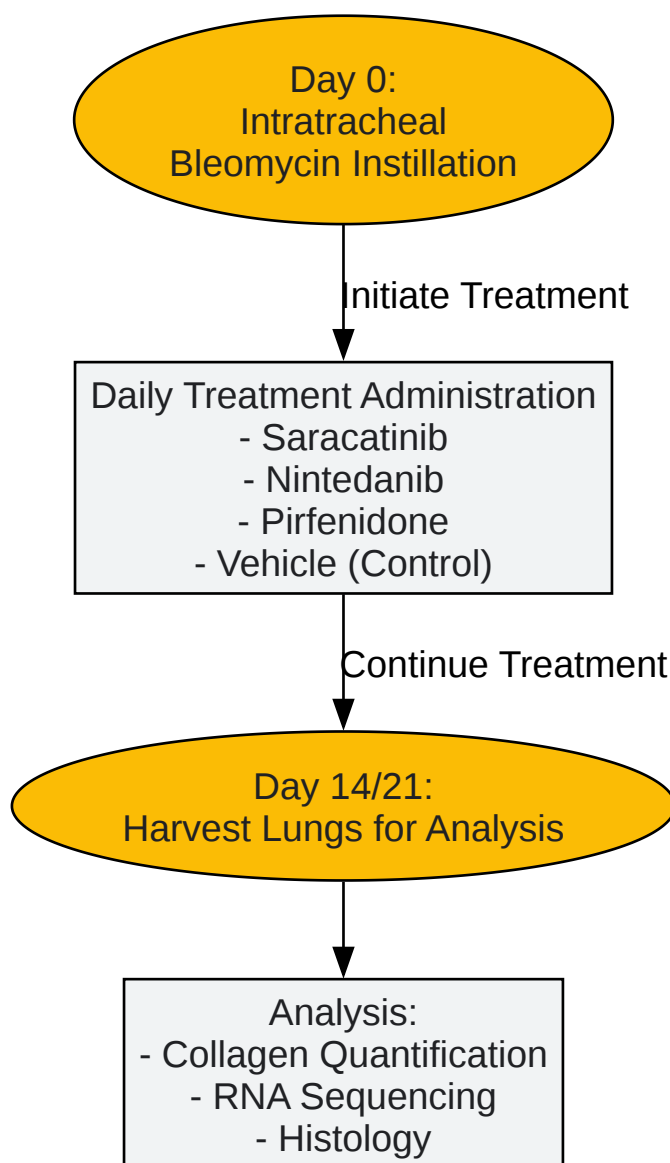 Day 0:
Intratracheal
Bleomycin Instillation
Initiate Treatment
Daily Treatment Administration
- Saracatinib
- Nintedanib
- Pirfenidone
- Vehicle (Control)
Continue Treatment
Day 14/21:
Harvest Lungs for Analysis
Analysis:
- Collagen Quantification
- RNA Sequencing
- Histology